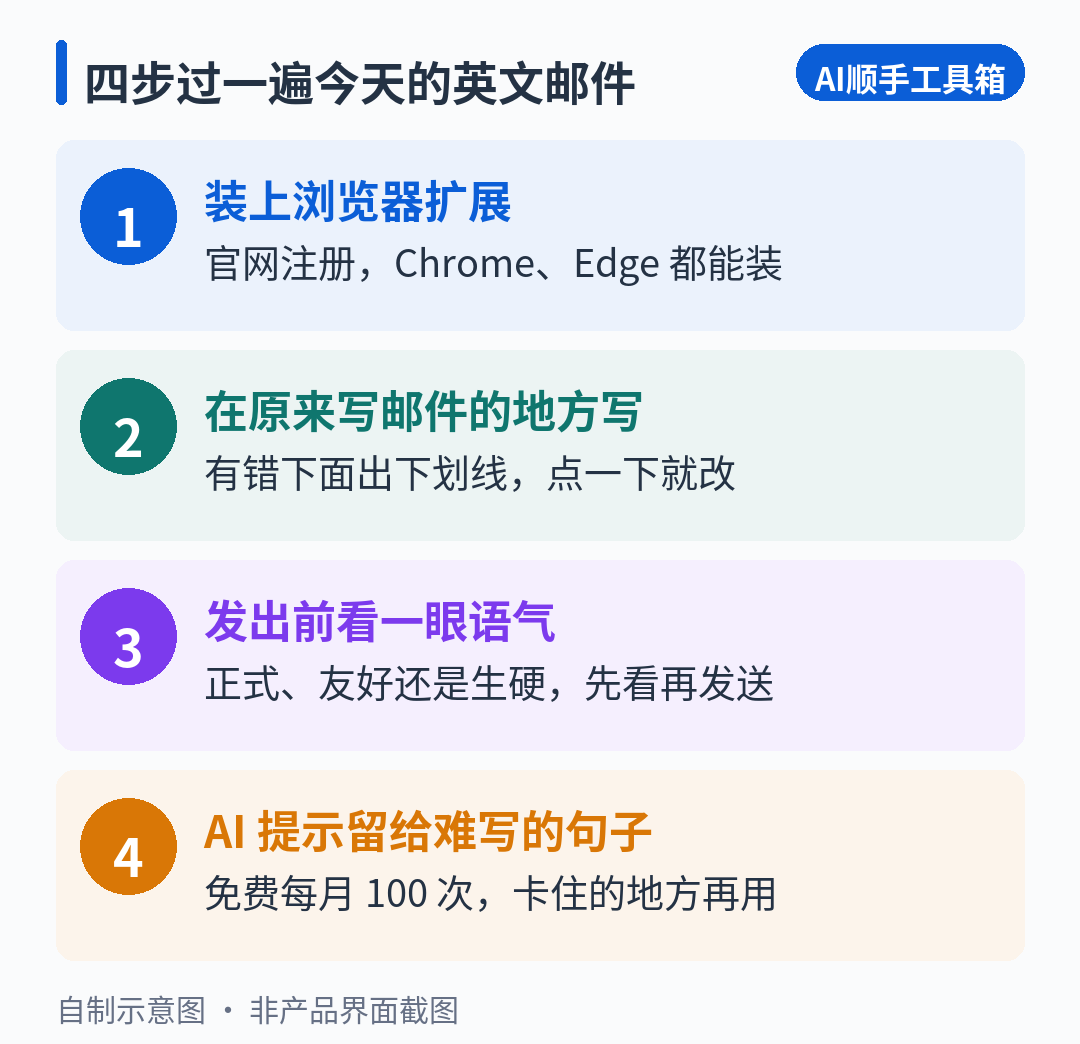 四步过一遍今天的英文邮件
AI顺手工具箱
1
装上浏览器扩展
官网注册，Chrome、Edge 都能装
2
在原来写邮件的地方写
有错下面出下划线，点一下就改
3
发出前看一眼语气
正式、友好还是生硬，先看再发送
4
AI 提示留给难写的句子
免费每月 100 次，卡住的地方再用
自制示意图 · 非产品界面截图